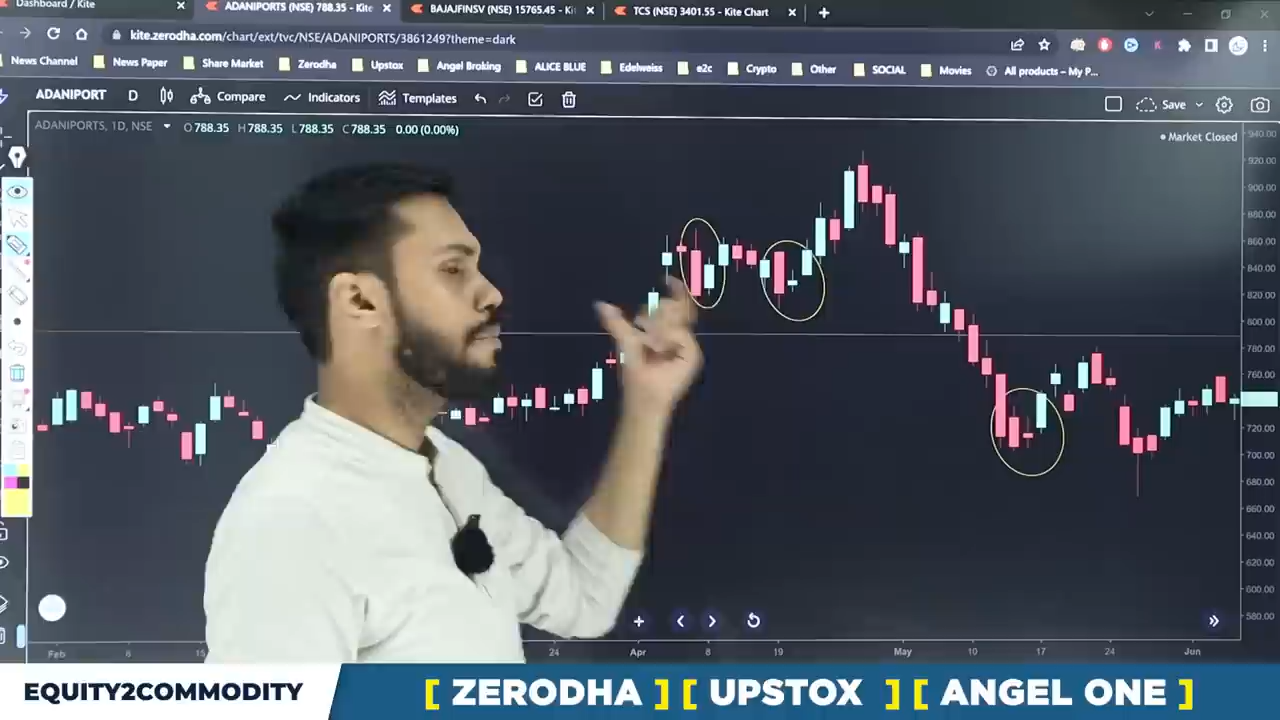 Dashboard / Kite
ADANIPORTS (NSE) 788.35 - Kite
BAJAJFINSV (NSE) 15765.45 - Ki
TCS (NSE) 3401.55 - Kite Chart
kite.zerodha.com/chart/ext/tvc/NSE/ADANIPORTS/3861249?theme=dark
News Channel News Paper Share Market Zerodha Upstox Angel Broking ALICE BLUE Edelweiss e2c Crypto Other SOCIAL Movies All products – My P...
ADANIPORT D Compare Indicators Templates Save
ADANIPORTS, 1D, NSE O788.35 H788.35 L788.35 C788.35 0.00 (0.00%)
Market Closed
940.00
920.00
900.00
880.00
860.00
840.00
820.00
800.00
780.00
760.00
720.00
700.00
680.00
660.00
640.00
620.00
600.00
580.00
Feb 8 15 24 Apr 8 19 May 10 17 24 Jun
EQUITY2COMMODITY
[ ZERODHA ] [ UPSTOX ] [ ANGEL ONE ]